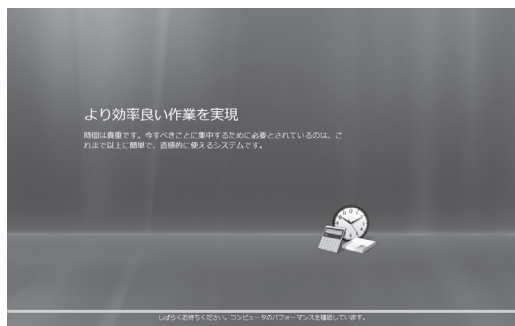 より効率良い作業を実現
時間は貴重です。今すべきことに集中するために必要とされているのは、こ
れまで以上に簡単で、直感的に使えるシステムです。
しばらくお待ちください。コンピュータのパフォーマンスを確認しています。